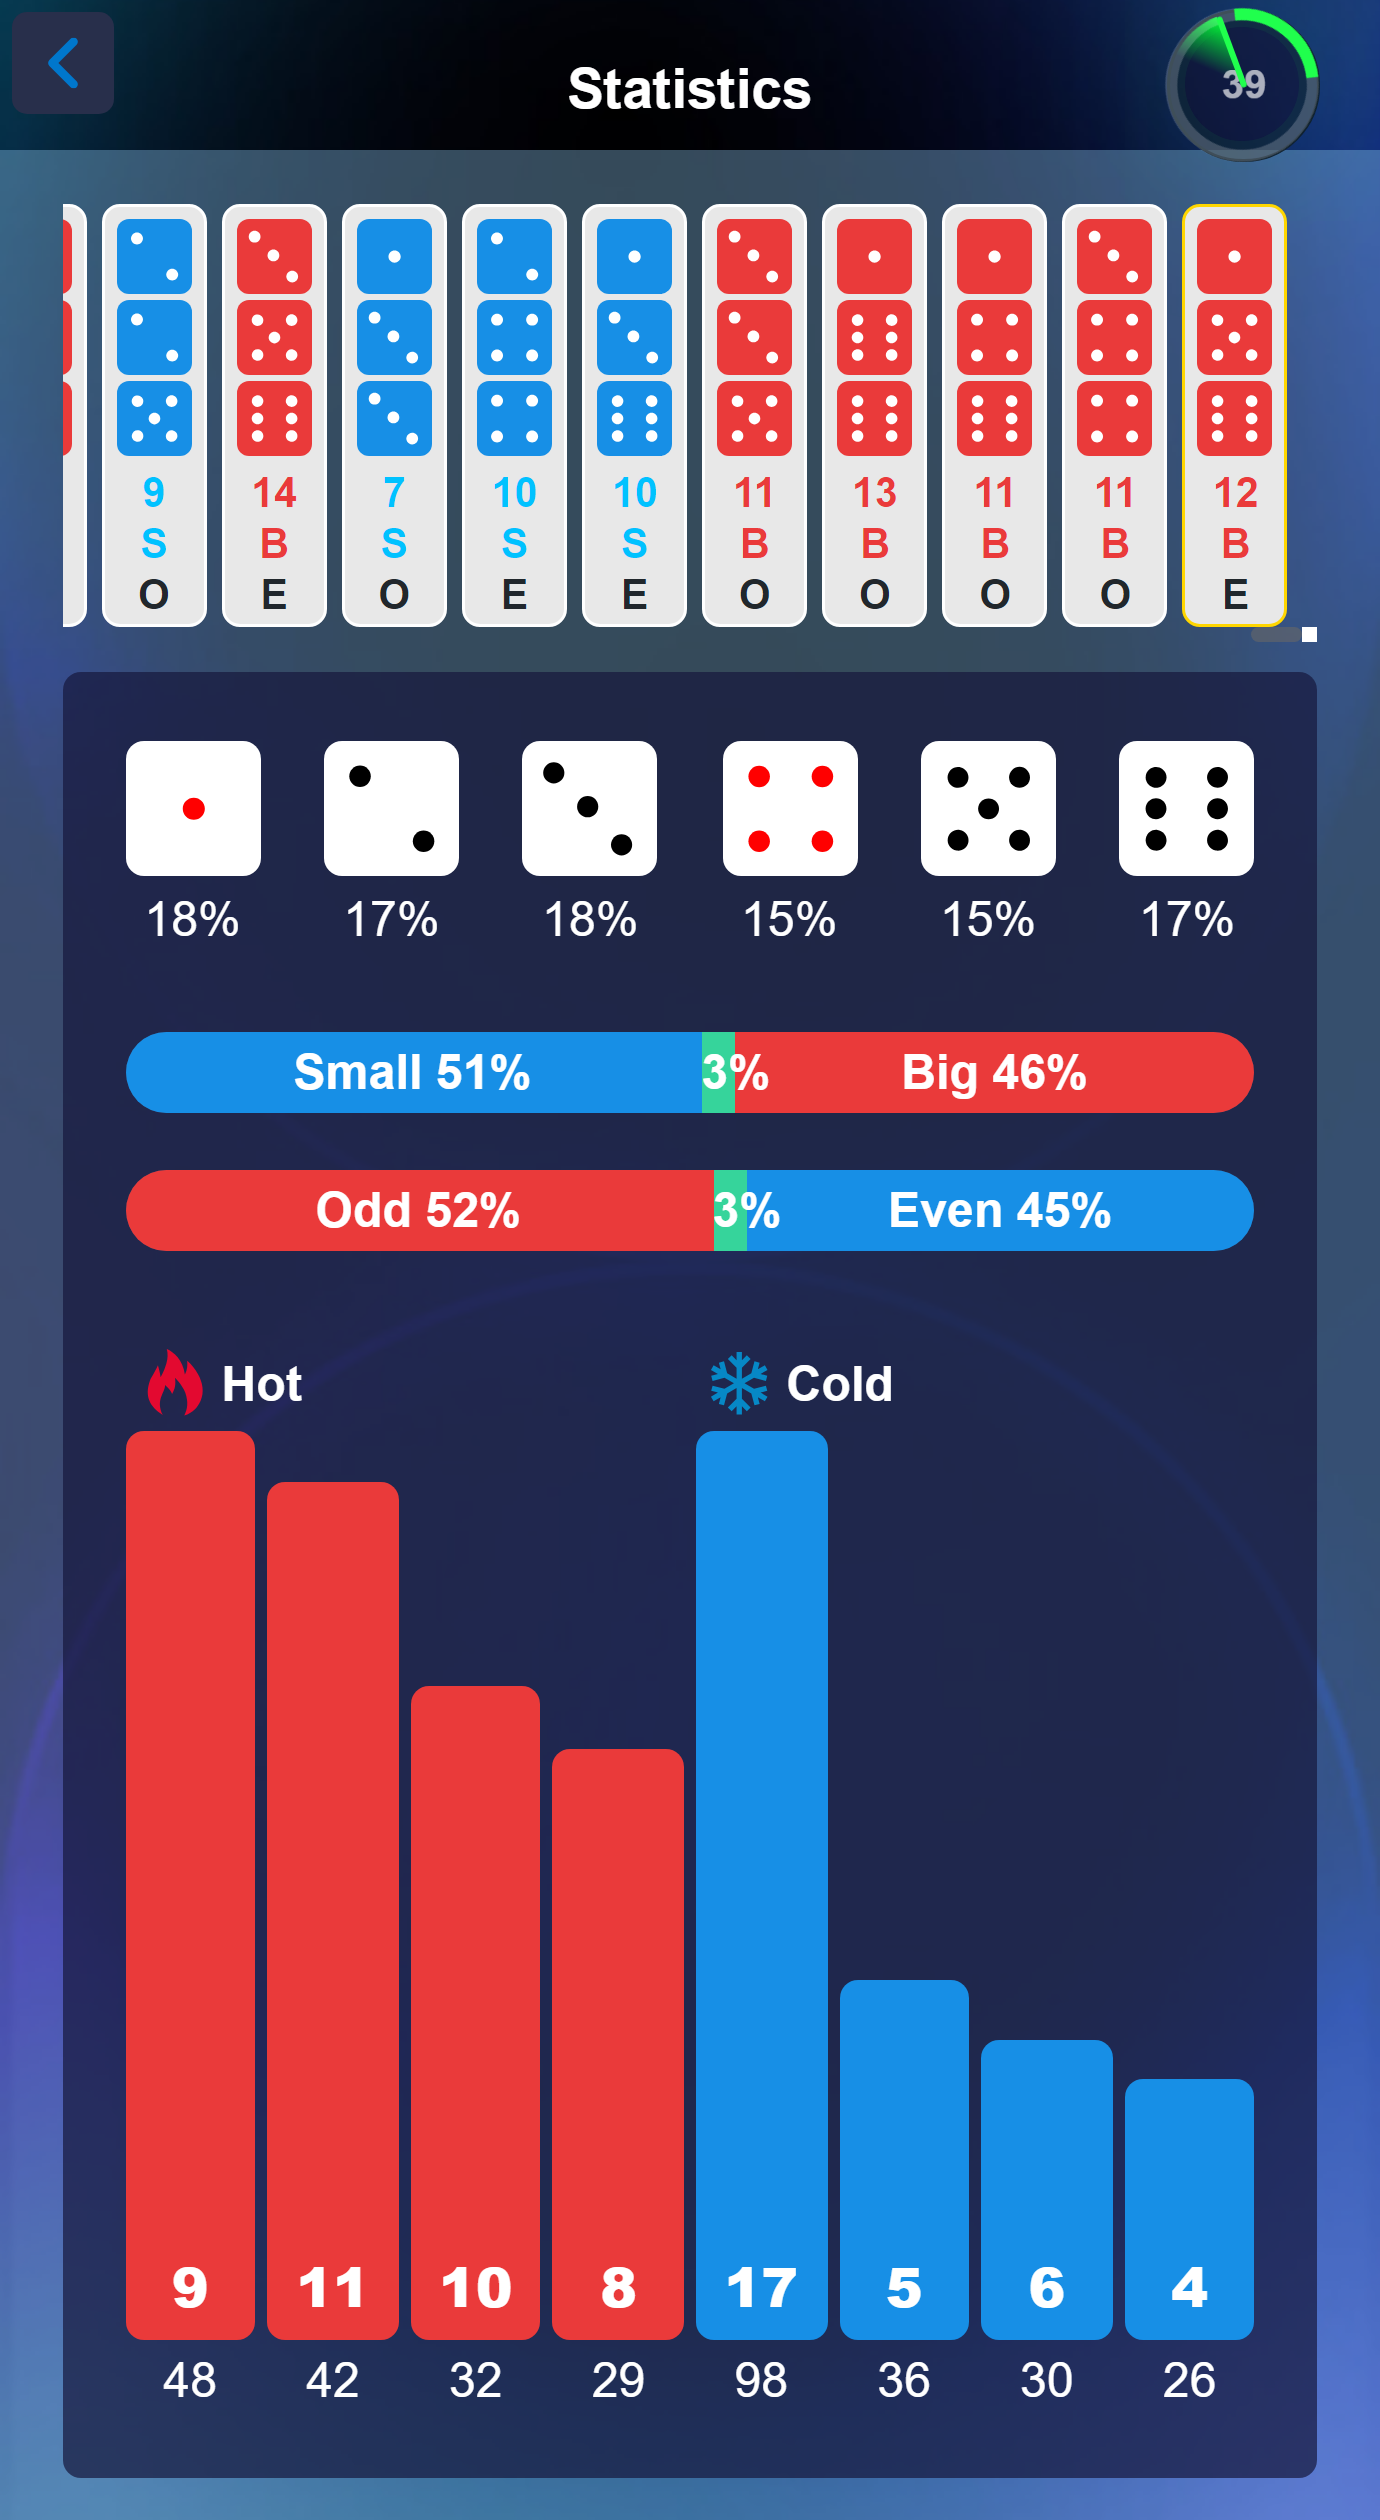 Statistics
39
9 14 7 10 10 11 13 11 11 12
S B S S S B B B B B
O E O E E O O O O E
18% 17% 18% 15% 15% 17%
Small 51% 3% Big 46%
Odd 52% 3% Even 45%
Hot Cold
9 11 10 8 17 5 6 4
48 42 32 29 98 36 30 26